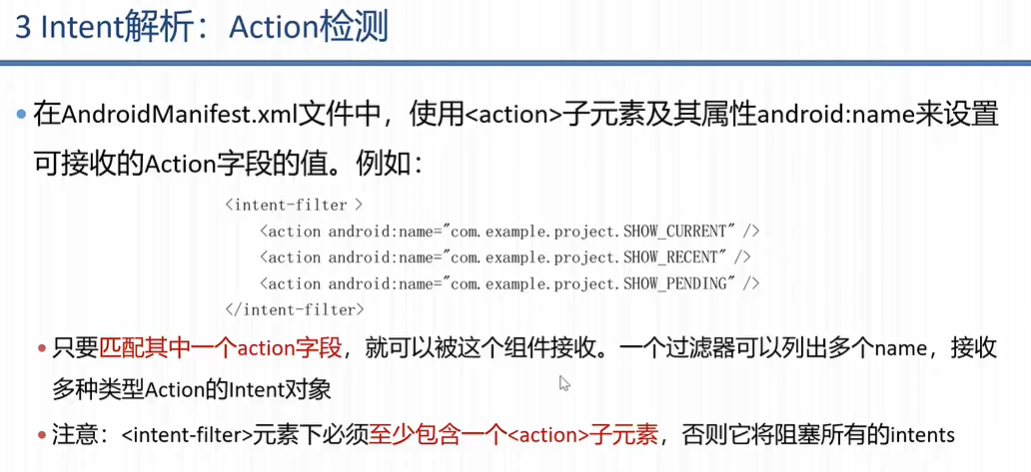 3 Intent解析：Action检测
在AndroidManifest.xml文件中，使用<action>子元素及其属性android:name来设置
可接收的Action字段的值。例如：
<intent-filter >
<action android:name="com.example.project.SHOW_CURRENT" />
<action android:name="com.example.project.SHOW_RECENT" />
<action android:name="com.example.project.SHOW_PENDING" />
</intent-filter>
只要匹配其中一个action字段，就可以被这个组件接收。一个过滤器可以列出多个name，接收
多种类型Action的Intent对象
注意：<intent-filter>元素下必须至少包含一个<action>子元素，否则它将阻塞所有的intents